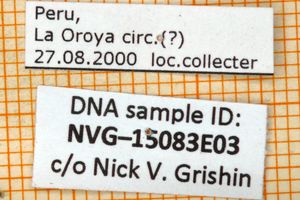 Peru,
La Oroya circ.(?)
27.08.2000 loc.collecter
DNA sample ID:
NVG–15083E03
c/o Nick V. Grishin